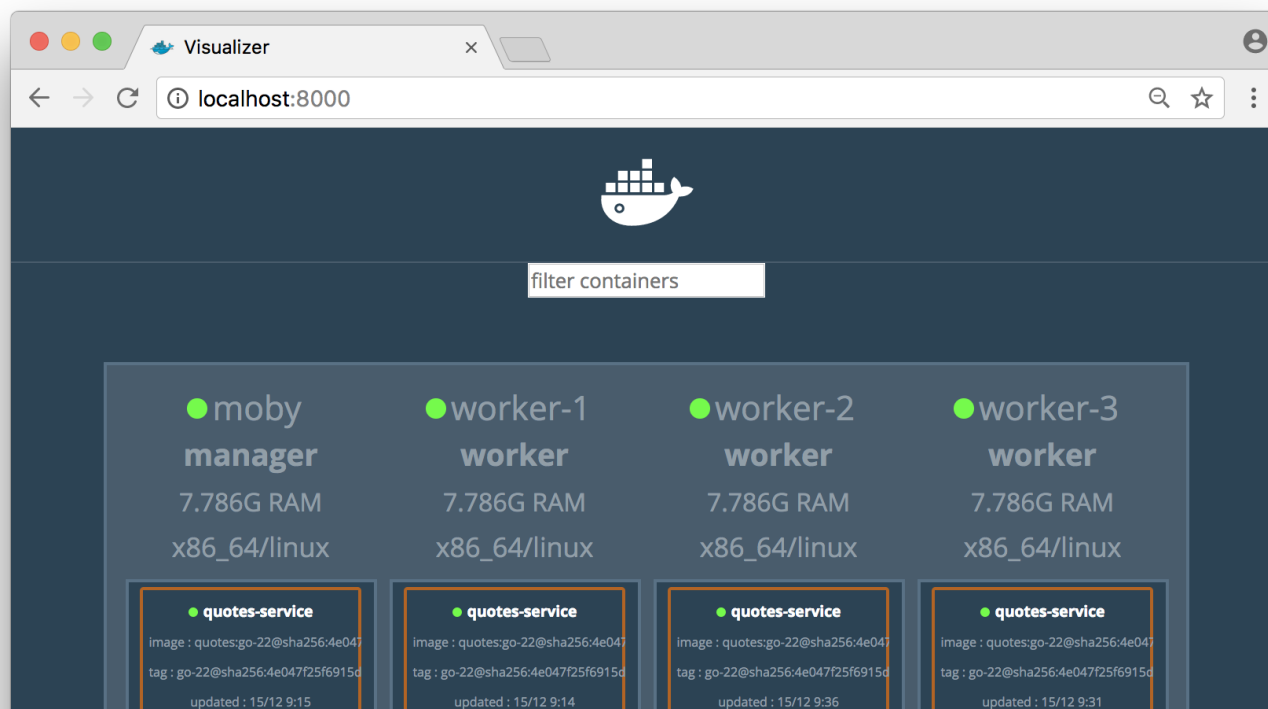 Visualizer
localhost:8000
filter containers
moby worker-1 worker-2 worker-3
manager worker worker worker
7.786G RAM 7.786G RAM 7.786G RAM 7.786G RAM
x86_64/linux x86_64/linux x86_64/linux x86_64/linux
quotes-service quotes-service quotes-service quotes-service
image : quotes:go-22@sha256:4e047 image : quotes:go-22@sha256:4e047 image : quotes:go-22@sha256:4e047 image : quotes:go-22@sha256:4e047
tag : go-22@sha256:4e047f25f6915d tag : go-22@sha256:4e047f25f6915d tag : go-22@sha256:4e047f25f6915d tag : go-22@sha256:4e047f25f6915d
updated : 15/12 9:15 updated : 15/12 9:14 updated : 15/12 9:36 updated : 15/12 9:31